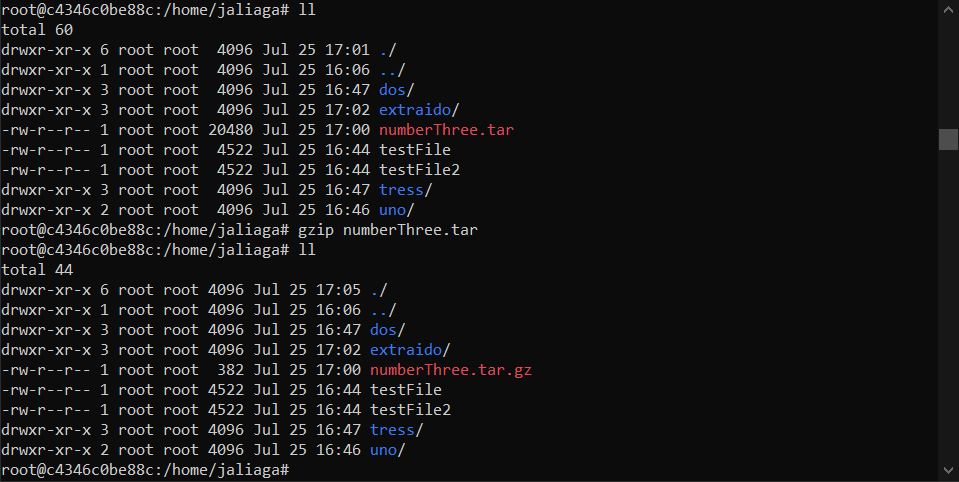 root@c4346c0be88c:/home/jaliaga# ll
total 60
drwxr-xr-x 6 root root  4096 Jul 25 17:01 ./
drwxr-xr-x 1 root root  4096 Jul 25 16:06 ../
drwxr-xr-x 3 root root  4096 Jul 25 16:47 dos/
drwxr-xr-x 3 root root  4096 Jul 25 17:02 extraido/
-rw-r--r-- 1 root root 20480 Jul 25 17:00 numberThree.tar
-rw-r--r-- 1 root root  4522 Jul 25 16:44 testFile
-rw-r--r-- 1 root root  4522 Jul 25 16:44 testFile2
drwxr-xr-x 3 root root  4096 Jul 25 16:47 tress/
drwxr-xr-x 2 root root  4096 Jul 25 16:46 uno/
root@c4346c0be88c:/home/jaliaga# gzip numberThree.tar
root@c4346c0be88c:/home/jaliaga# ll
total 44
drwxr-xr-x 6 root root 4096 Jul 25 17:05 ./
drwxr-xr-x 1 root root 4096 Jul 25 16:06 ../
drwxr-xr-x 3 root root 4096 Jul 25 16:47 dos/
drwxr-xr-x 3 root root 4096 Jul 25 17:02 extraido/
-rw-r--r-- 1 root root  382 Jul 25 17:00 numberThree.tar.gz
-rw-r--r-- 1 root root 4522 Jul 25 16:44 testFile
-rw-r--r-- 1 root root 4522 Jul 25 16:44 testFile2
drwxr-xr-x 3 root root 4096 Jul 25 16:47 tress/
drwxr-xr-x 2 root root 4096 Jul 25 16:46 uno/
root@c4346c0be88c:/home/jaliaga#